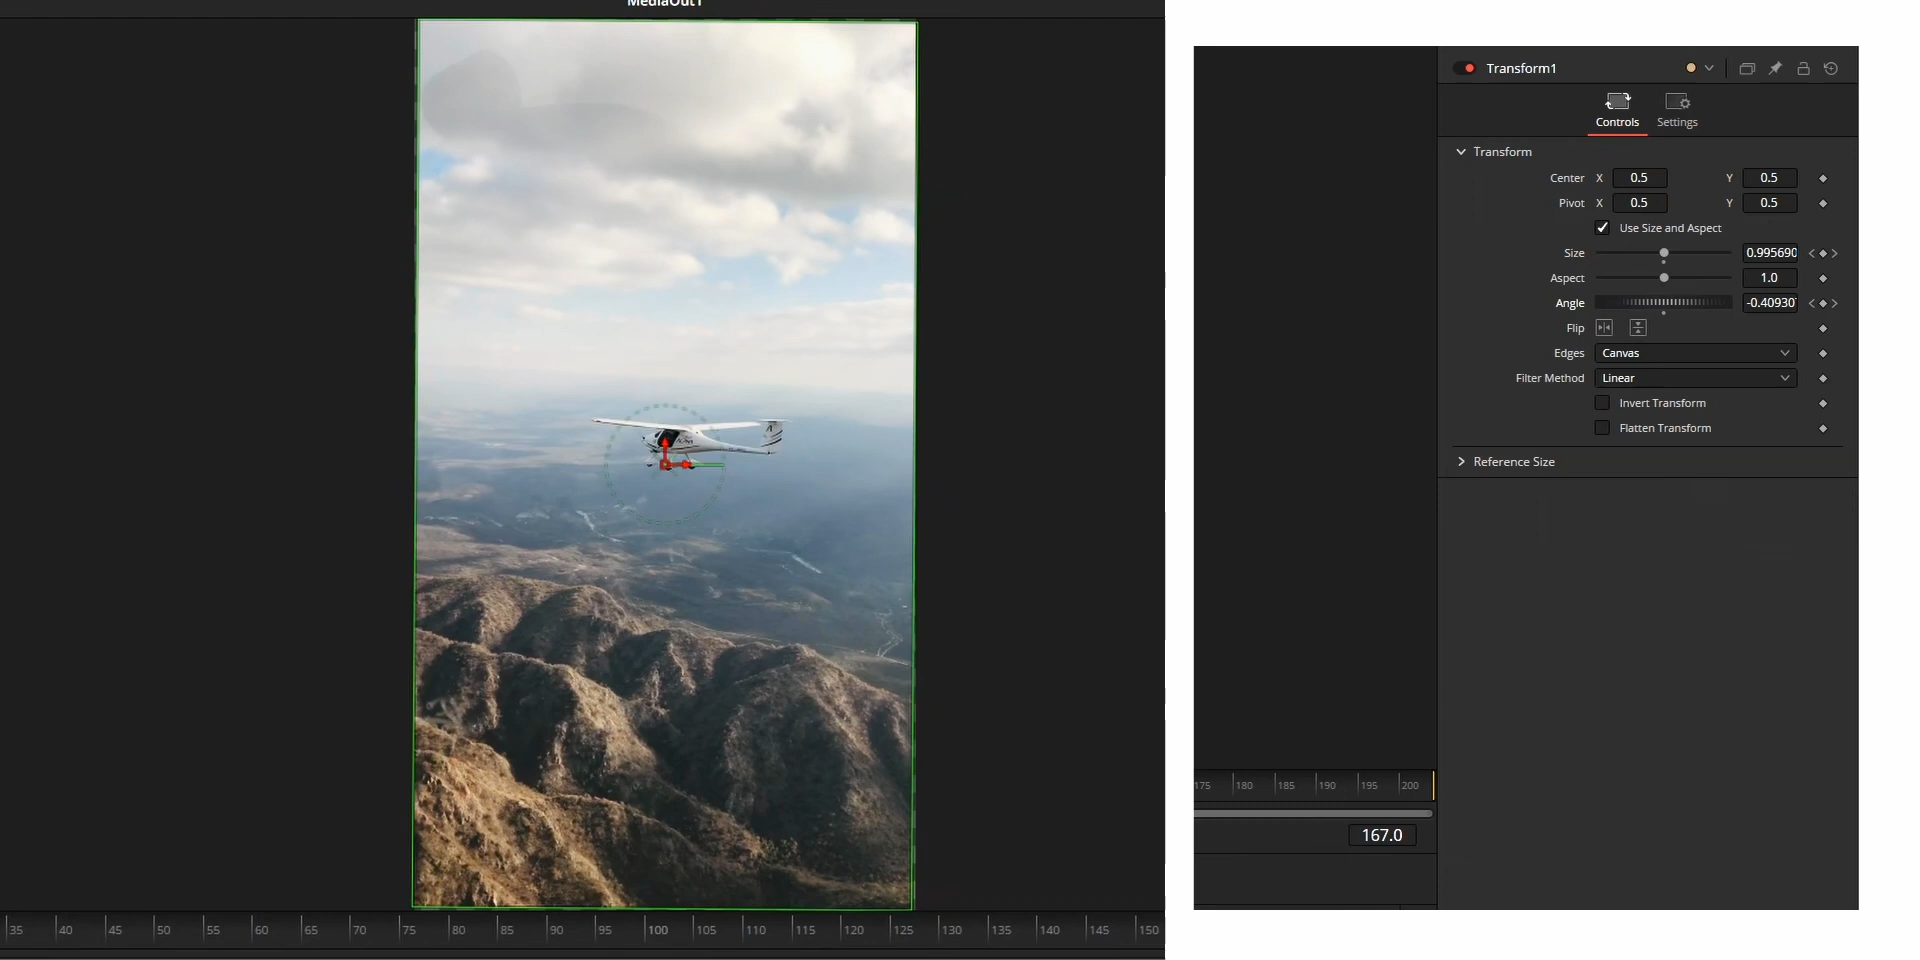 MediaOut1
35 40 45 50 55 60 65 70 75 80 85 90 95 100 105 110 115 120 125 130 135 140 145 150
Transform1
Controls Settings
Transform
Center X 0.5 Y 0.5
Pivot X 0.5 Y 0.5
Use Size and Aspect
Size 0.995690
Aspect 1.0
Angle -0.40930
Flip
Edges Canvas
Filter Method Linear
Invert Transform
Flatten Transform
Reference Size
175 180 185 190 195 200
167.0